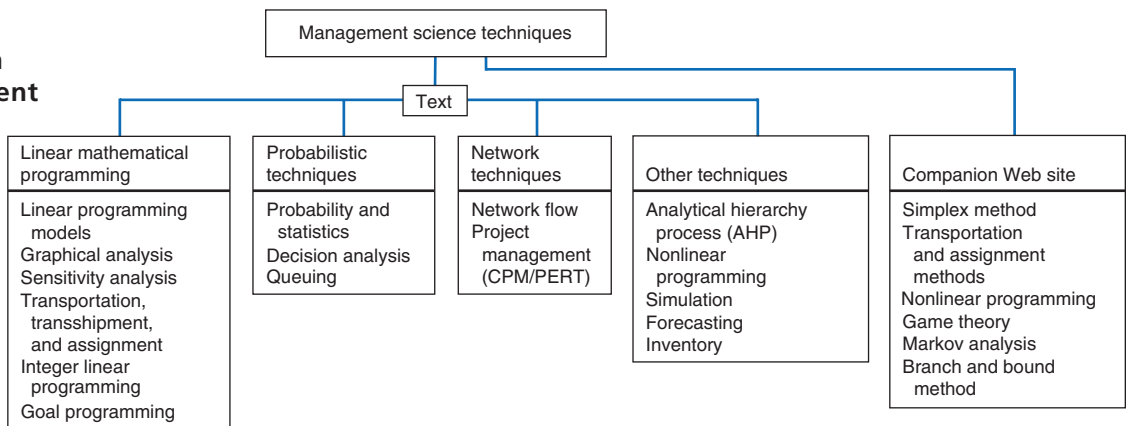 ent
Management science techniques
Text
Linear mathematical
programming
Linear programming
models
Graphical analysis
Sensitivity analysis
Transportation,
transshipment,
and assignment
Integer linear
programming
Goal programming
Probabilistic
techniques
Probability and
statistics
Decision analysis
Queuing
Network
techniques
Network flow
Project
management
(CPM/PERT)
Other techniques
Analytical hierarchy
process (AHP)
Nonlinear
programming
Simulation
Forecasting
Inventory
Companion Web site
Simplex method
Transportation
and assignment
methods
Nonlinear programming
Game theory
Markov analysis
Branch and bound
method